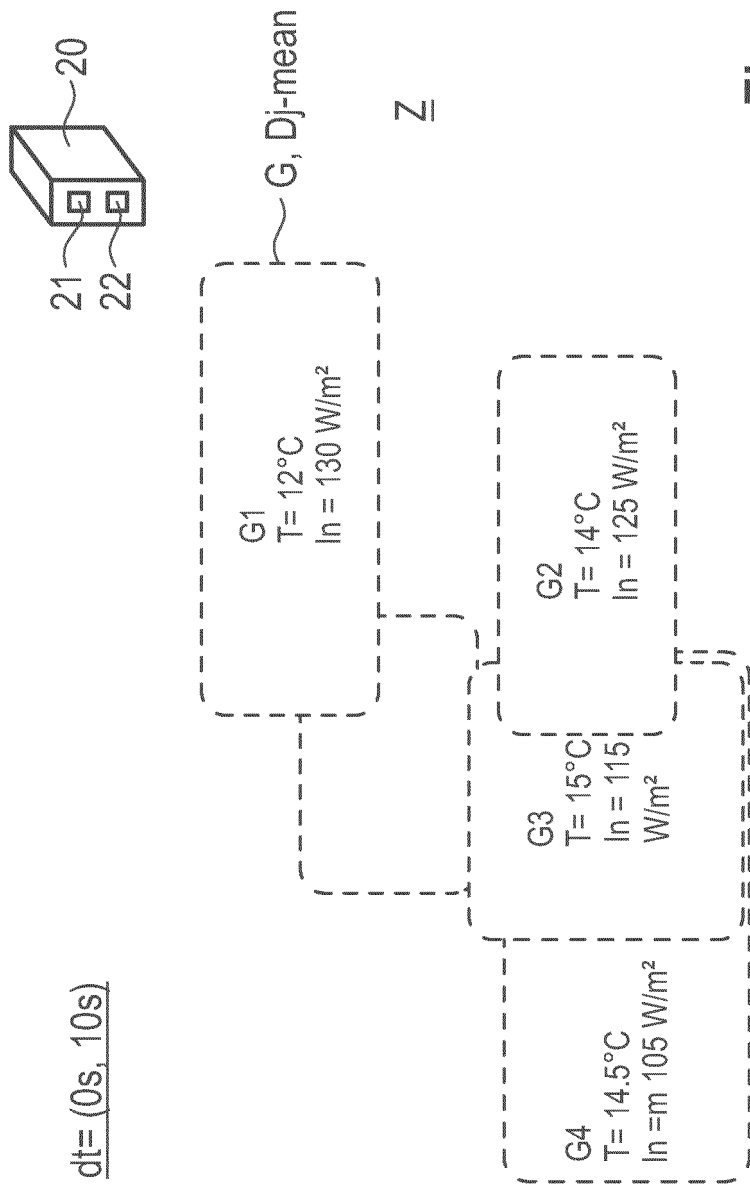 dt= (0s, 10s)
21
22
20
G1
T= 12°C
In = 130 W/m²
G, Dj-mean
Z
G4
T= 14.5°C
In =m 105 W/m²
G3
T= 15°C
In = 115
W/m²
G2
T= 14°C
In = 125 W/m²